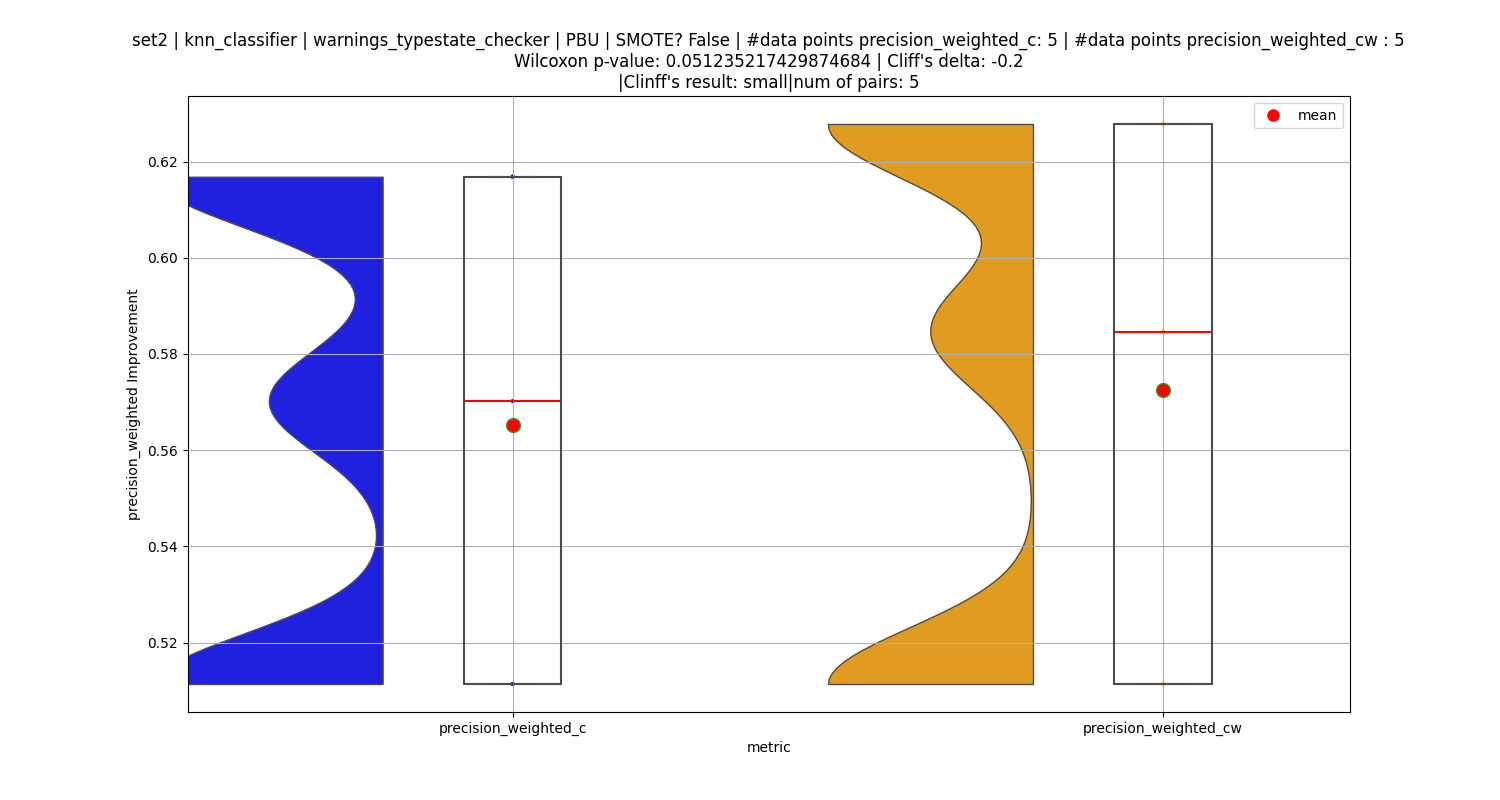 set2 | knn_classifier | warnings_typestate_checker | PBU | SMOTE? False | #data points precision_weighted_c: 5 | #data points precision_weighted_cw : 5
Wilcoxon p-value: 0.051235217429874684 | Cliff's delta: -0.2
|Clinff's result: small|num of pairs: 5
mean
0.62
0.60
0.58
0.56
0.54
0.52
precision_weighted Improvement
precision_weighted_c
precision_weighted_cw
metric